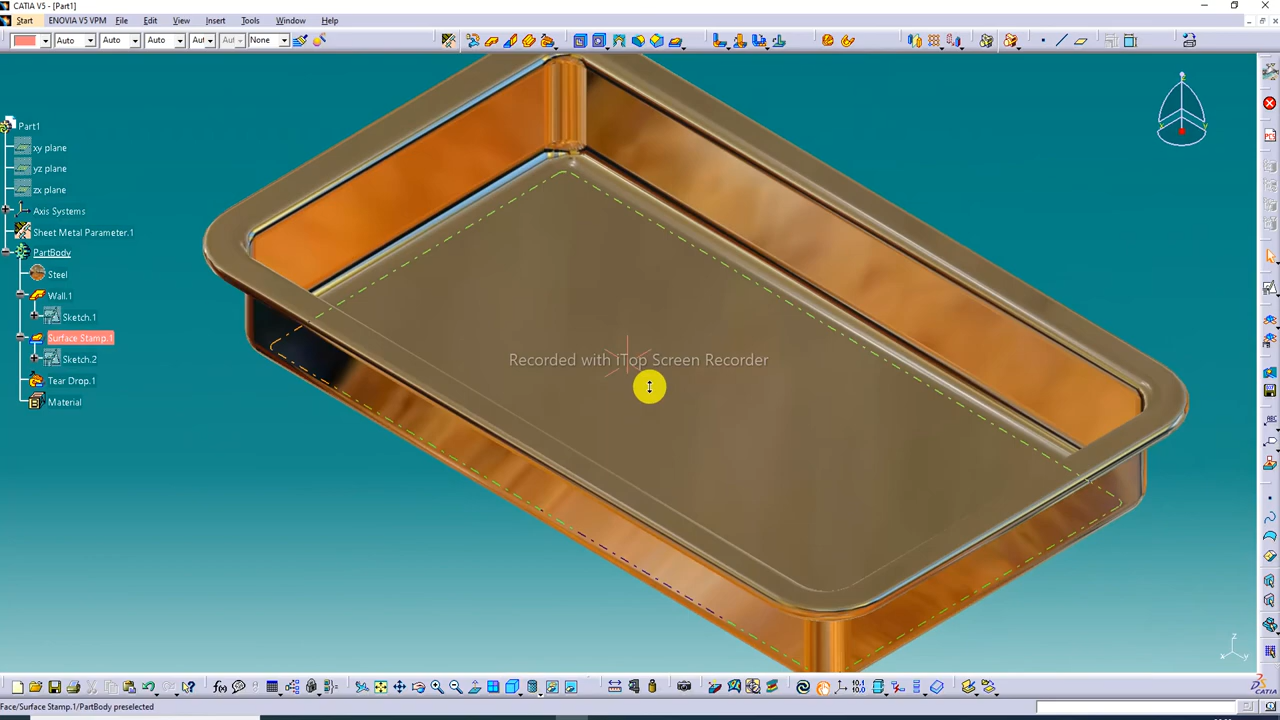 CATIA V5 - [Part1]
Start ENOVIA V5 VPM File Edit View Insert Tools Window Help
Auto Auto Auto Aut Aut None
Part1
xy plane
yz plane
zx plane
Axis Systems
Sheet Metal Parameter.1
PartBody
Steel
Wall.1
Sketch.1
Surface Stamp.1
Sketch.2
Tear Drop.1
Material
Recorded with iTop Screen Recorder
z
x y
Face/Surface Stamp.1/PartBody preselected